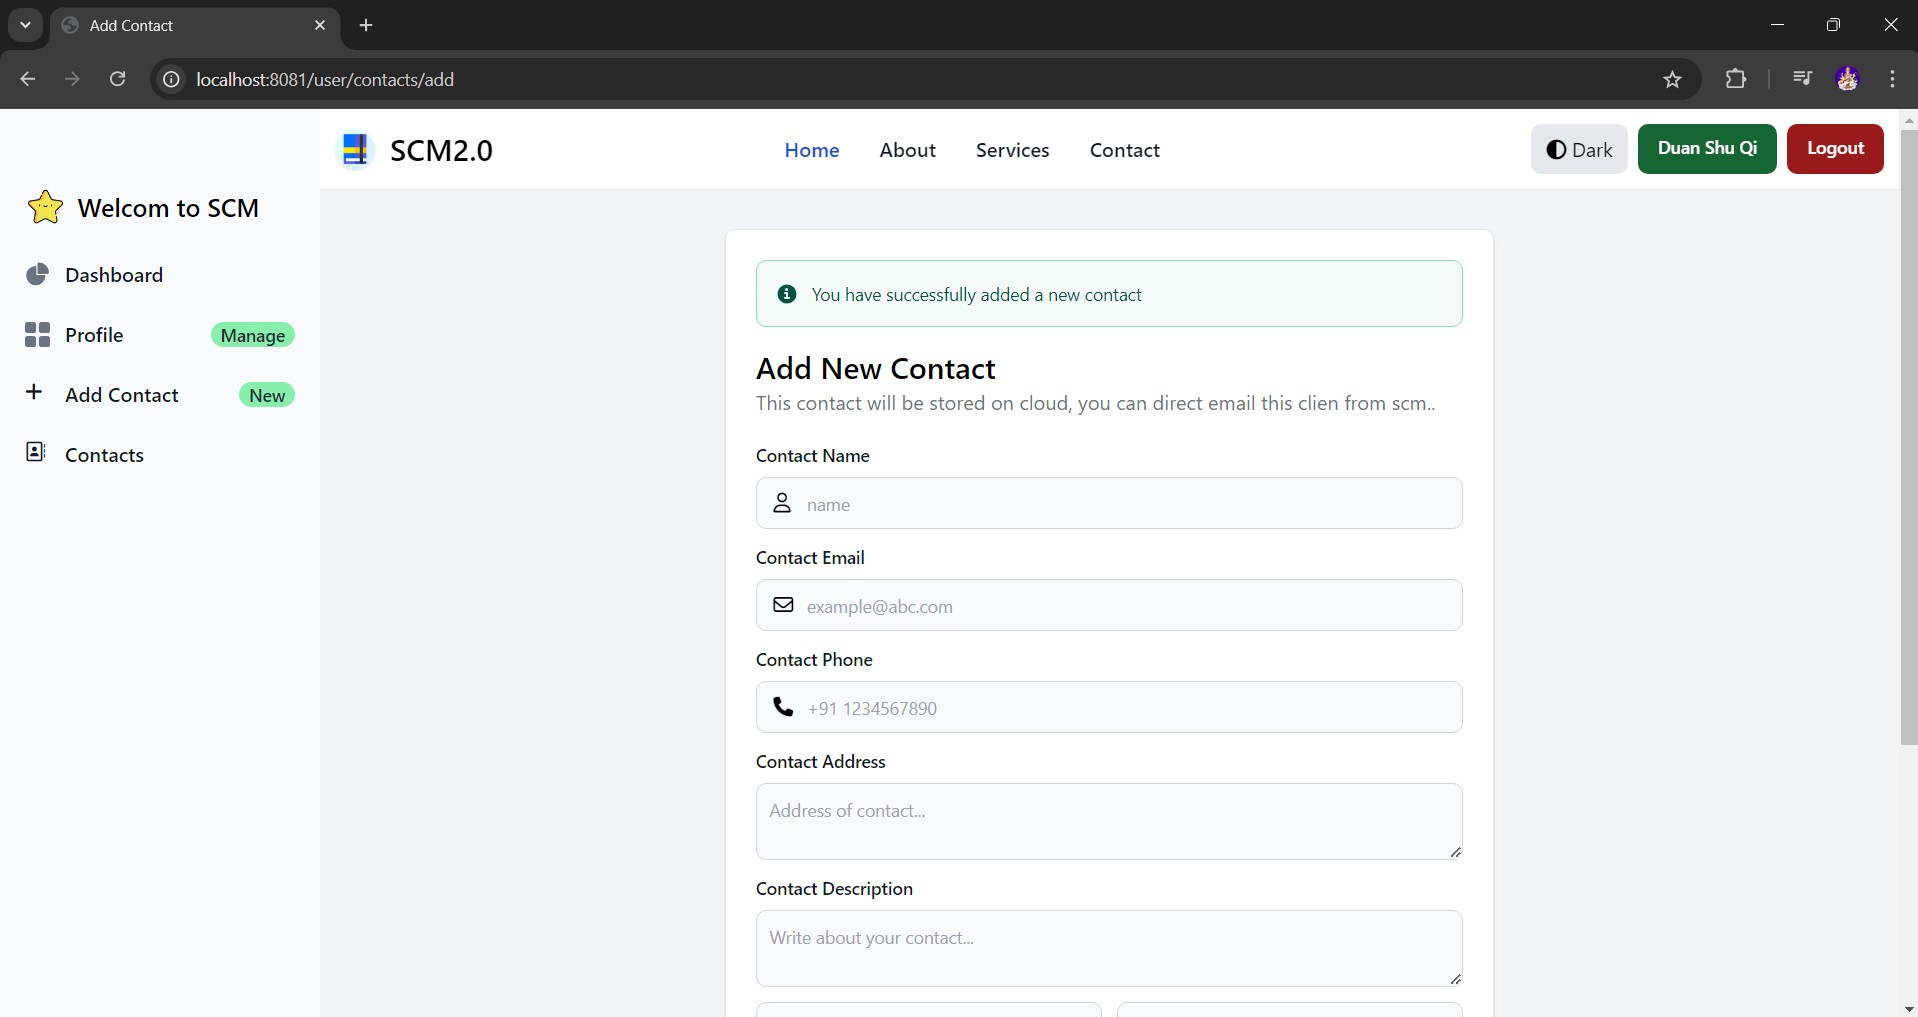 Add Contact
localhost:8081/user/contacts/add
SCM2.0
Home
About
Services
Contact
Dark
Duan Shu Qi
Logout
Welcom to SCM
Dashboard
Profile
Manage
Add Contact
New
Contacts
You have successfully added a new contact
Add New Contact
This contact will be stored on cloud, you can direct email this clien from scm..
Contact Name
name
Contact Email
example@abc.com
Contact Phone
+91 1234567890
Contact Address
Address of contact...
Contact Description
Write about your contact...